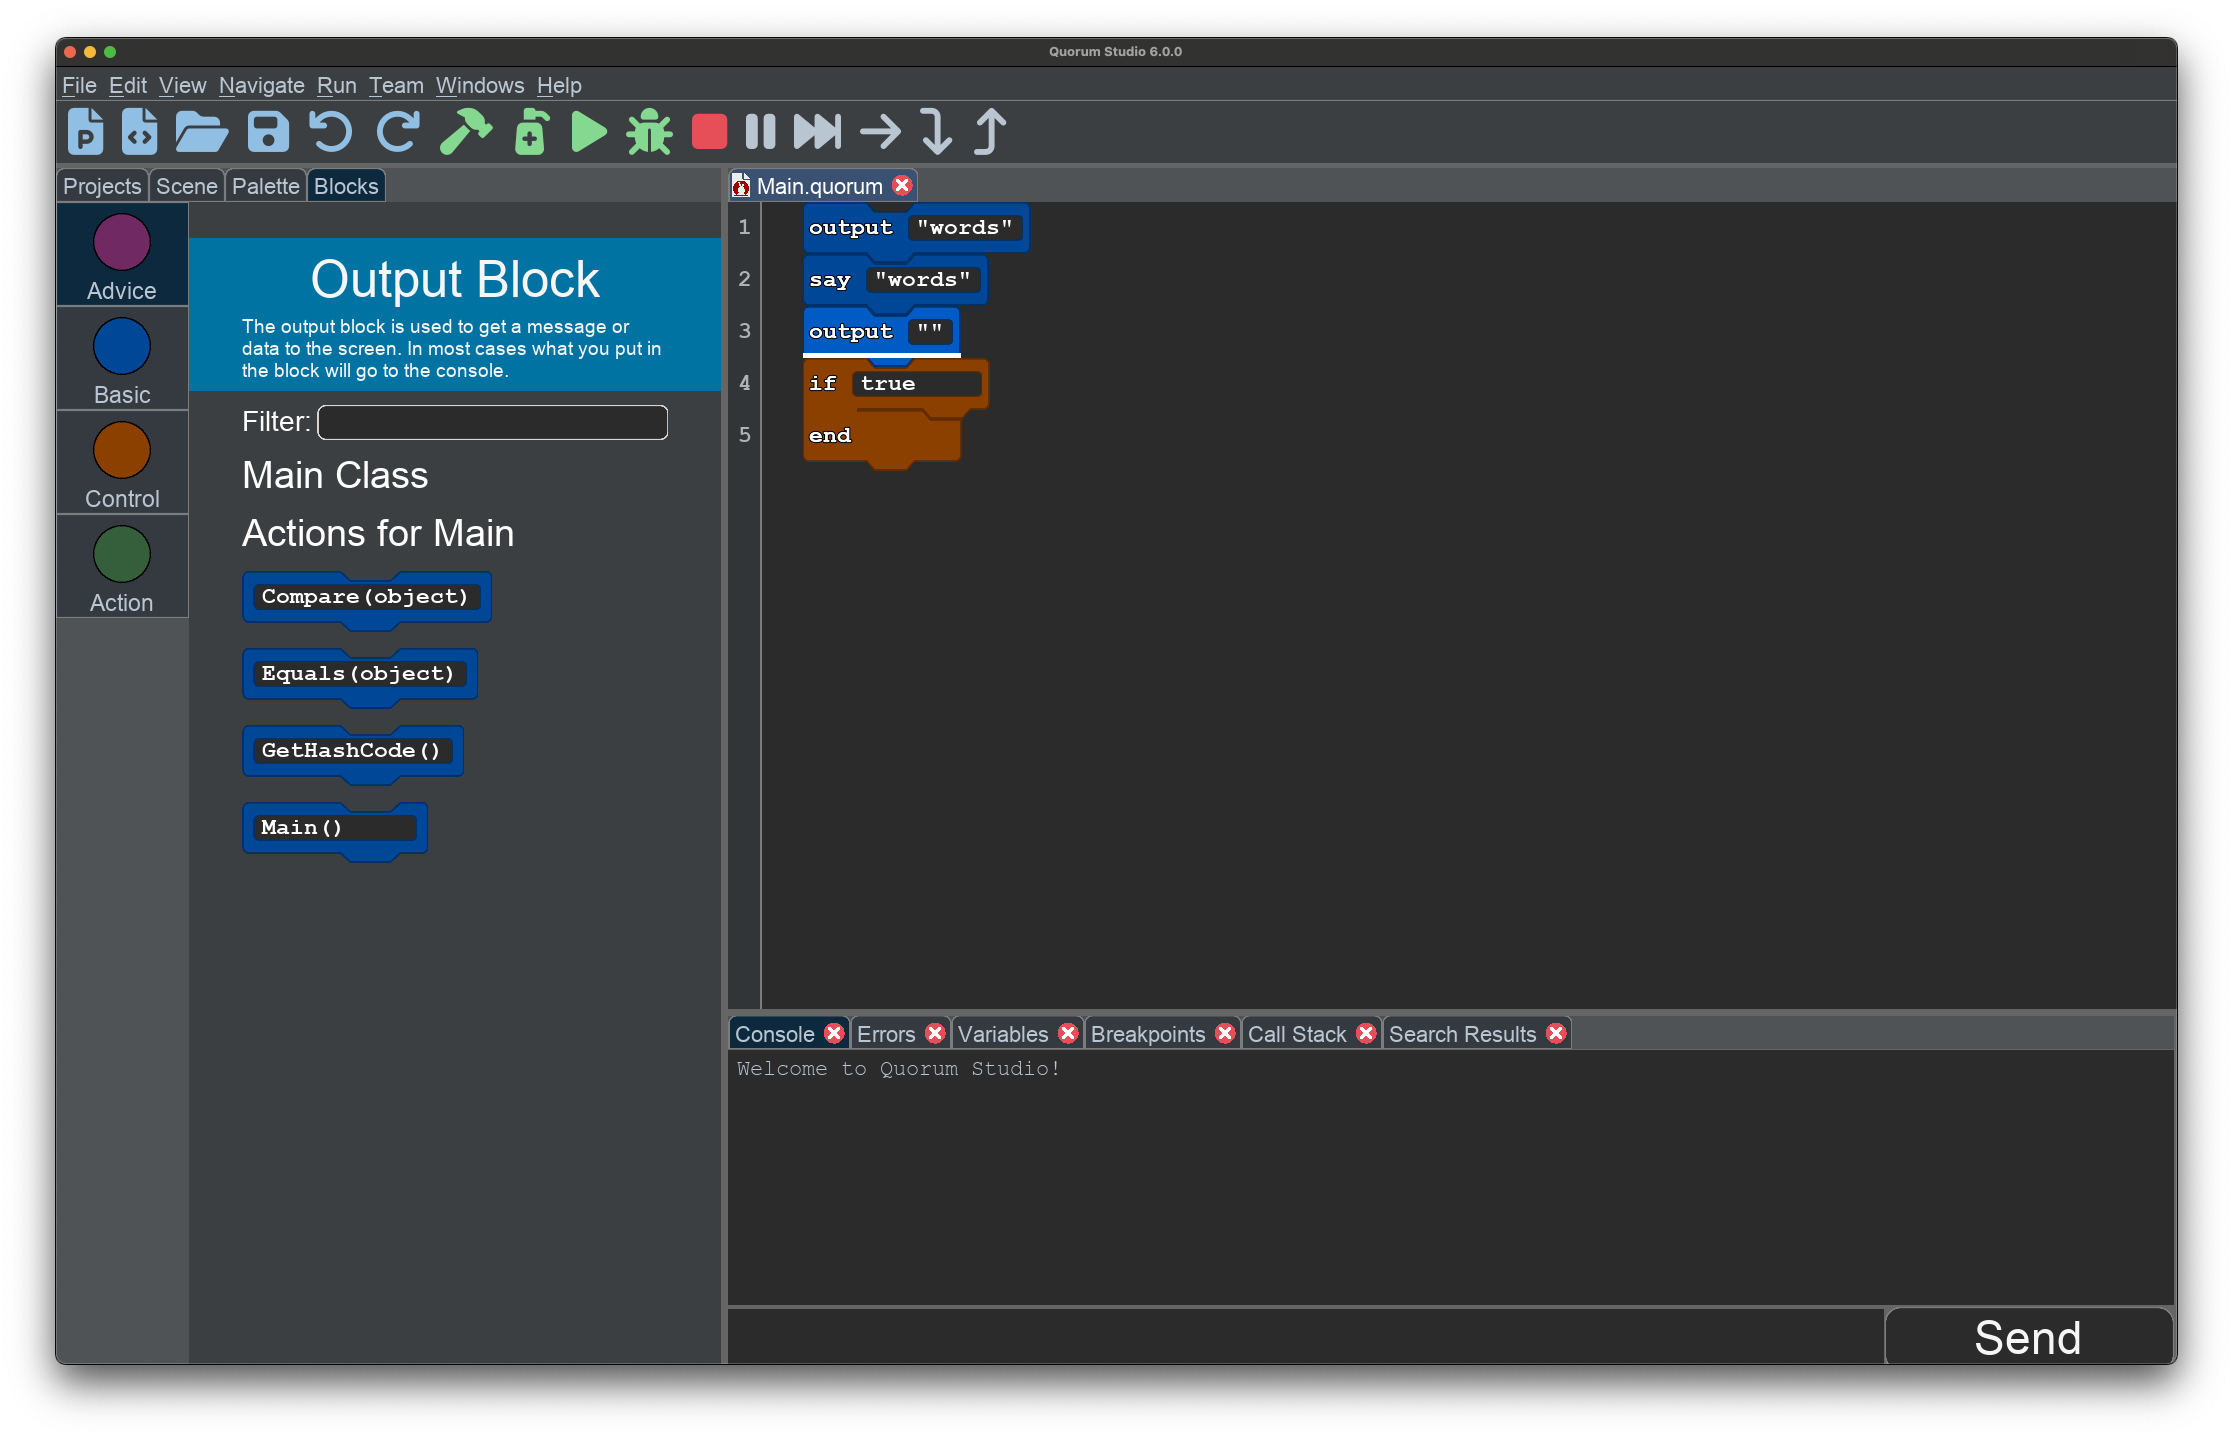 Quorum Studio 6.0.0
File Edit View Navigate Run Team Windows Help
P
Projects Scene Palette Blocks
Advice
Basic
Control
Action
Output Block
The output block is used to get a message or
data to the screen. In most cases what you put in
the block will go to the console.
Filter:
Main Class
Actions for Main
Compare(object)
Equals(object)
GetHashCode()
Main()
Main.quorum
1 output "words"
2 say "words"
3 output ""
4 if true
5 end
Console Errors Variables Breakpoints Call Stack Search Results
Welcome to Quorum Studio!
Send